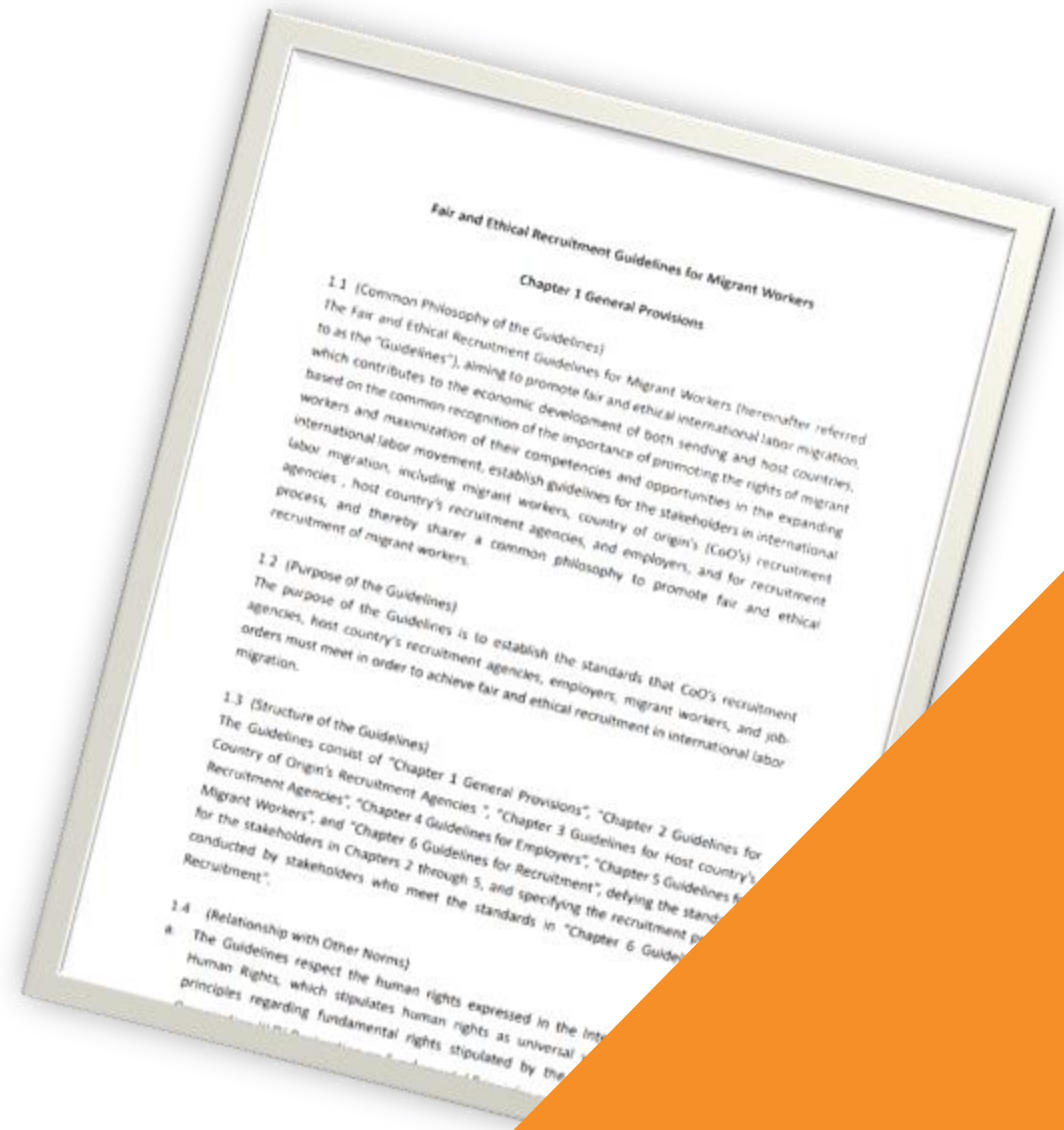 Fair and Ethical Recruitment Guidelines for Migrant Workers
Chapter 1 General Provisions
1.1 (Common Philosophy of the Guidelines)
The Fair and Ethical Recruitment Guidelines for Migrant Workers (hereinafter referred
to as the "Guidelines"), aiming to promote fair and ethical international labor migration,
which contributes to the economic development of both sending and host countries,
based on the common recognition of the importance of promoting the rights of migrant
workers and maximization of their competencies and opportunities in the expanding
international labor movement, establish guidelines for the stakeholders in international
labor migration, including migrant workers, country of origin's (CoO's) recruitment
agencies , host country's recruitment agencies, and employers, and for recruitment
process, and thereby sharer a common philosophy to promote fair and ethical
recruitment of migrant workers.
1.2 (Purpose of the Guidelines)
The purpose of the Guidelines is to establish the standards that CoO's recruitment
agencies, host country's recruitment agencies, employers, migrant workers, and job-
orders must meet in order to achieve fair and ethical recruitment in international labor
migration.
1.3 (Structure of the Guidelines)
The Guidelines consist of "Chapter 1 General Provisions", "Chapter 2 Guidelines for
Country of Origin's Recruitment Agencies ", "Chapter 3 Guidelines for Host country's
Recruitment Agencies", "Chapter 4 Guidelines for Employers", "Chapter 5 Guidelines
Migrant Workers", and "Chapter 6 Guidelines for Recruitment", defying the
for the stakeholders in Chapters 2 through 5, and specifying the recruitment
conducted by stakeholders who meet the standards in "Chapter 6
Recruitment".
1.4 (Relationship with Other Norms)
a. The Guidelines respect the human rights expressed in the
Human Rights, which stipulates human rights as universal
principles regarding fundamental rights stipulated by the